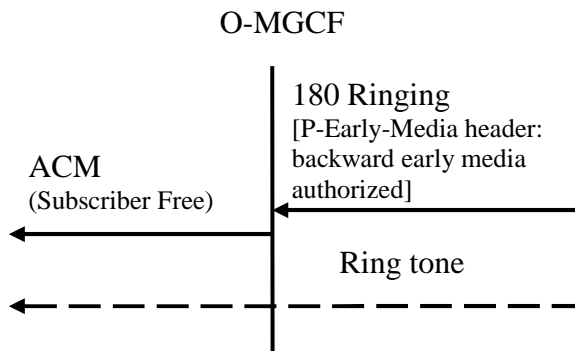 O-MGCF
180 Ringing
[P-Early-Media header:
backward early media
authorized]
ACM
(Subscriber Free)
Ring tone